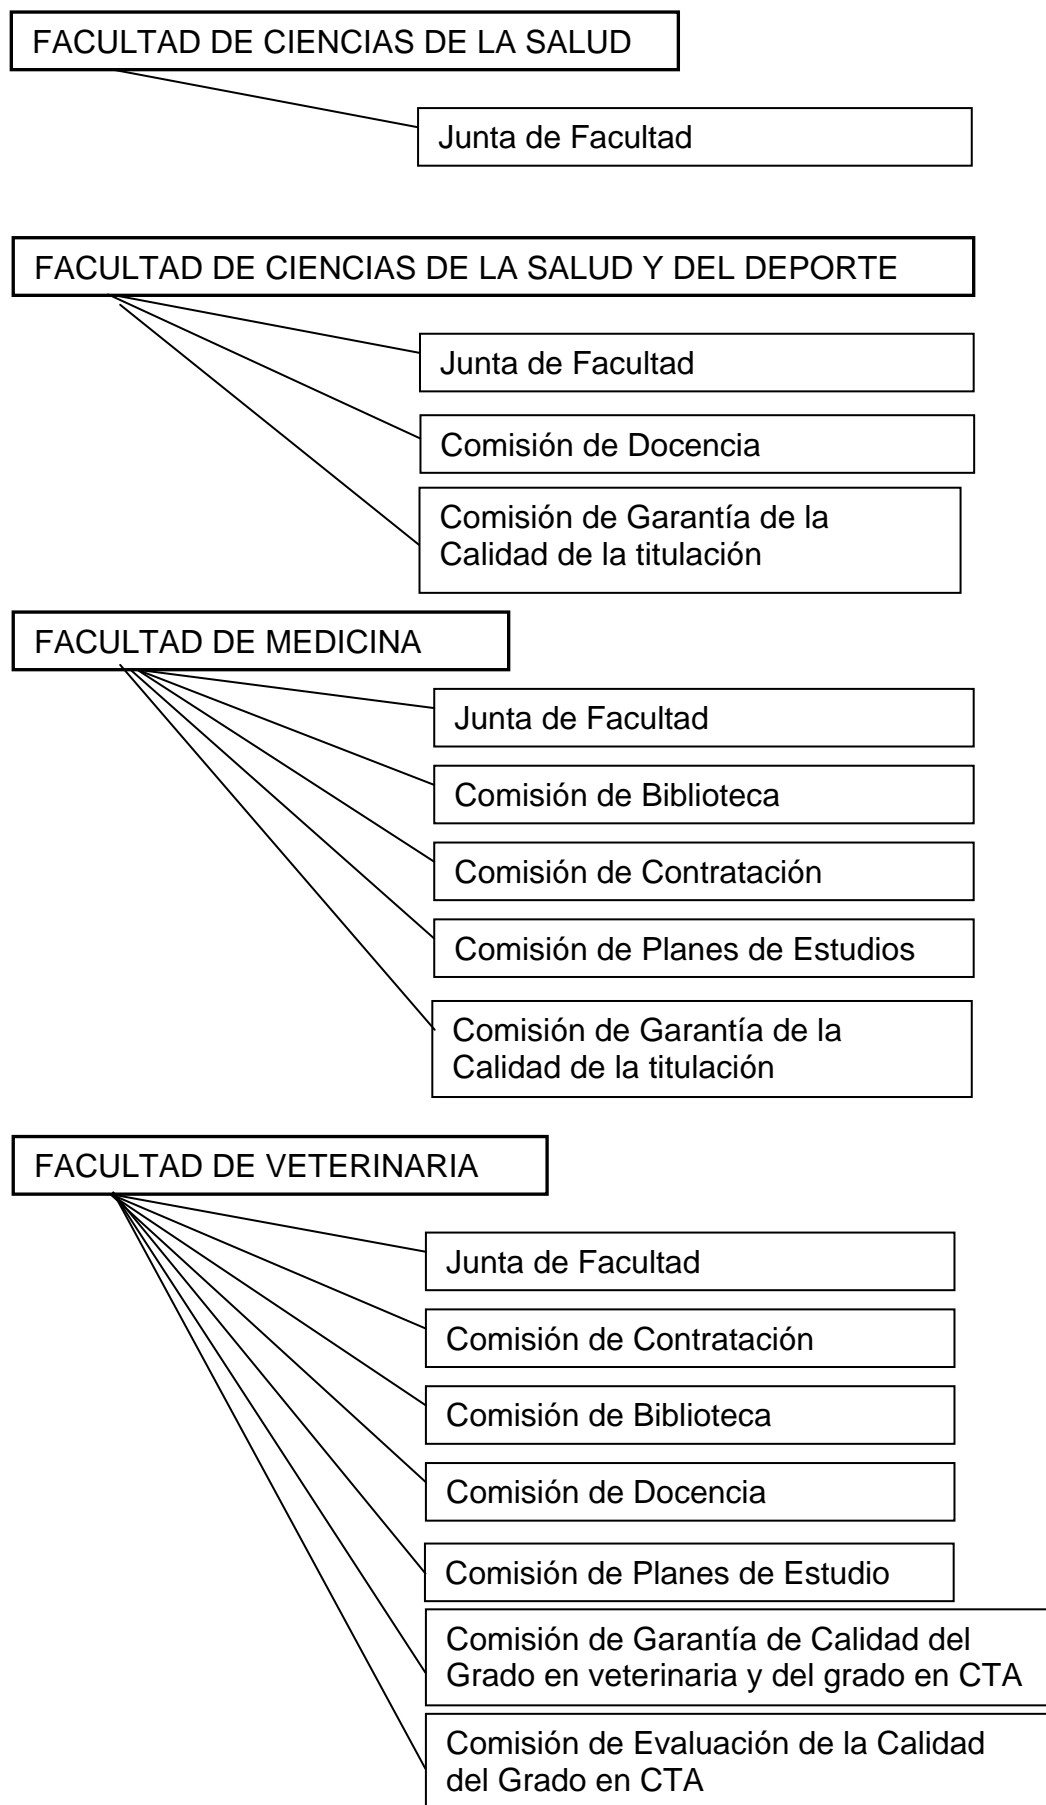 FACULTAD DE CIENCIAS DE LA SALUD
Junta de Facultad
FACULTAD DE CIENCIAS DE LA SALUD Y DEL DEPORTE
Junta de Facultad
Comisión de Docencia
Comisión de Garantía de la
Calidad de la titulación
FACULTAD DE MEDICINA
Junta de Facultad
Comisión de Biblioteca
Comisión de Contratación
Comisión de Planes de Estudios
Comisión de Garantía de la
Calidad de la titulación
FACULTAD DE VETERINARIA
Junta de Facultad
Comisión de Contratación
Comisión de Biblioteca
Comisión de Docencia
Comisión de Planes de Estudio
Comisión de Garantía de Calidad del
Grado en veterinaria y del grado en CTA
Comisión de Evaluación de la Calidad
del Grado en CTA